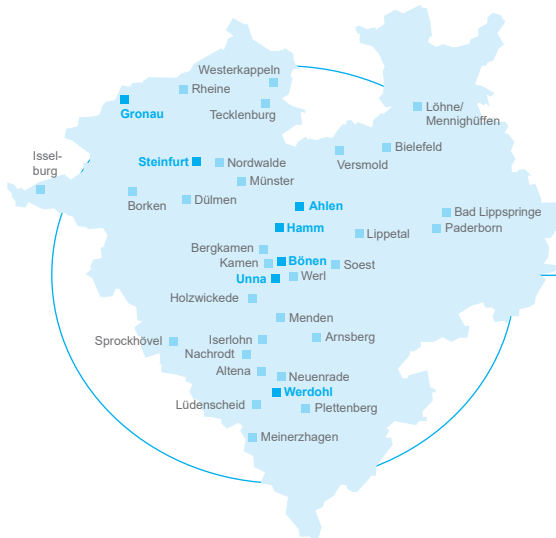 Westerkappeln
Rheine
Gronau
Tecklenburg
Löhne/
Mennighüffen
Bielefeld
Versmold
Issel-
burg
Steinfurt
Nordwalde
Münster
Borken
Dülmen
Ahlen
Bad Lippspringe
Paderborn
Hamm
Lippetal
Bergkamen
Kamen
Bönen
Soest
Unna
Werl
Holzwickede
Menden
Sprockhövel
Iserlohn
Arnsberg
Nachrodt
Altena
Neuenrade
Werdohl
Lüdenscheid
Plettenberg
Meinerzhagen